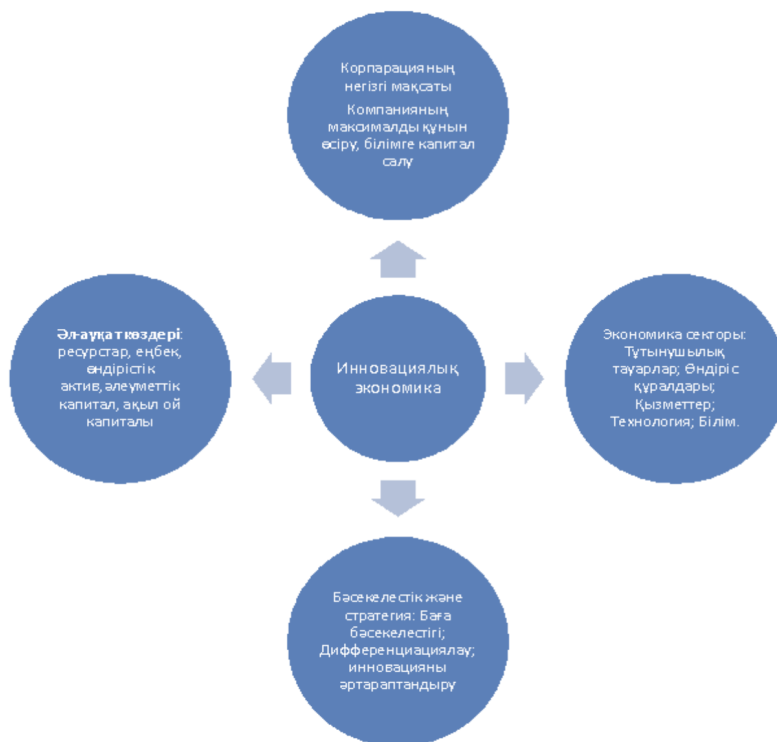 Корпарацияның
негізгі мақсаты
Компанияның
максималды құнын
өсіру, білімге капитал
салу
Әл-ауқат көздері:
ресурстар, еңбек,
өндірістік
актив,әлеуметтік
капитал, ақыл ой
капиталы
Инновациялық
экономика
Экономика секторы:
Тұтынушылық
тауарлар; Өндіріс
құралдары;
Қызметтер;
Технология; Білім.
Бәсекелестік және
стратегия: Баға
бәсекелестігі;
Дифференциациялау;
инновацияны
әртараптандыру